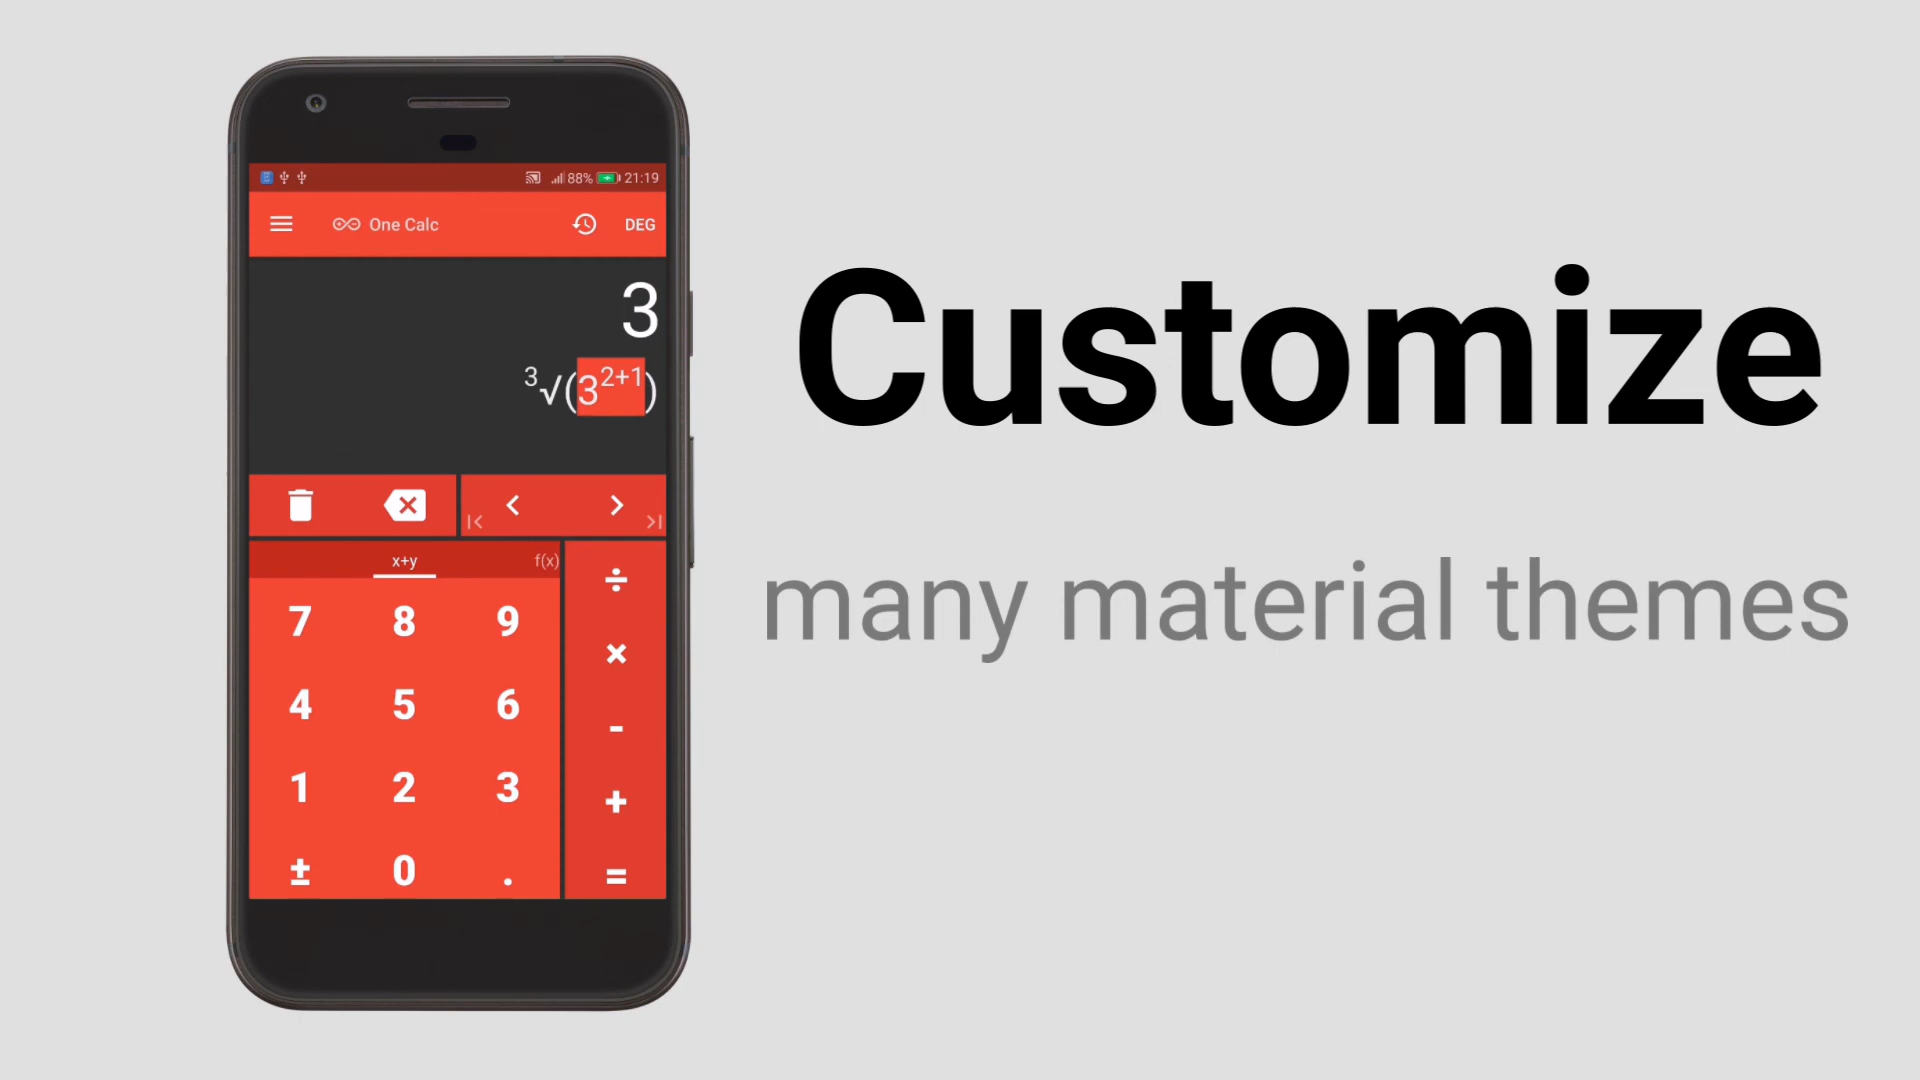 88% 21:19
One Calc DEG
3
³√(3²⁺¹)
x+y f(x)
÷
7 8 9
×
4 5 6
-
1 2 3
+
± 0 . =
Customize
many material themes